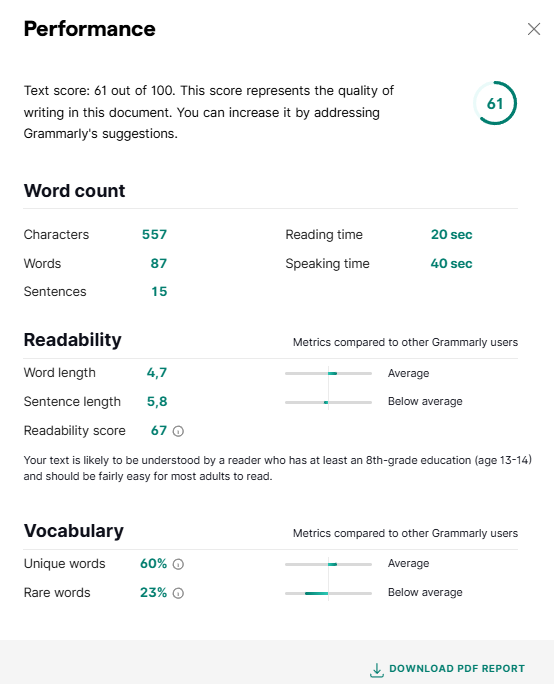 Performance
Text score: 61 out of 100. This score represents the quality of
writing in this document. You can increase it by addressing
Grammarly's suggestions.
61
Word count
Characters 557 Reading time 20 sec
Words 87 Speaking time 40 sec
Sentences 15
Readability Metrics compared to other Grammarly users
Word length 4,7 Average
Sentence length 5,8 Below average
Readability score 67
Your text is likely to be understood by a reader who has at least an 8th-grade education (age 13-14)
and should be fairly easy for most adults to read.
Vocabulary Metrics compared to other Grammarly users
Unique words 60% Average
Rare words 23% Below average
DOWNLOAD PDF REPORT